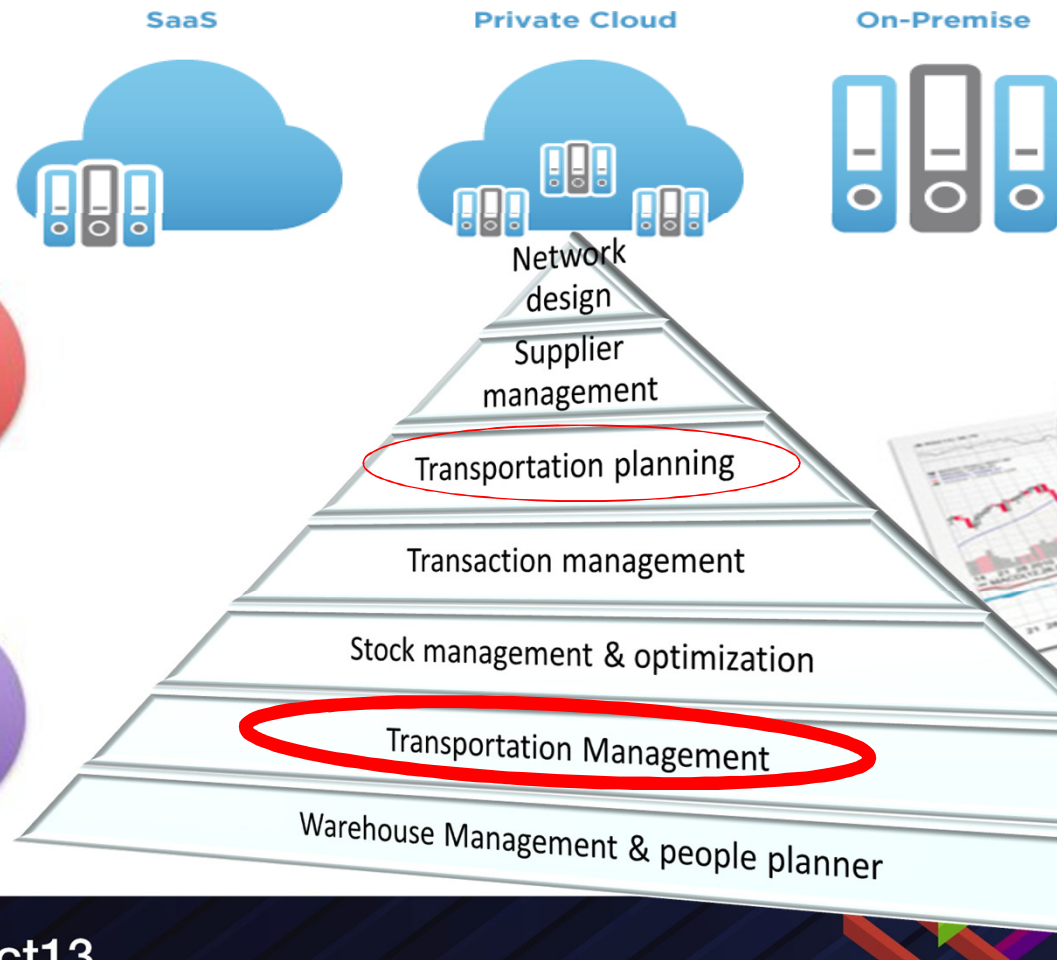 SaaS
Private Cloud
On-Premise
Network
design
Supplier
management
Transportation planning
Transaction management
Stock management & optimization
Transportation Management
Warehouse Management & people planner
ct13